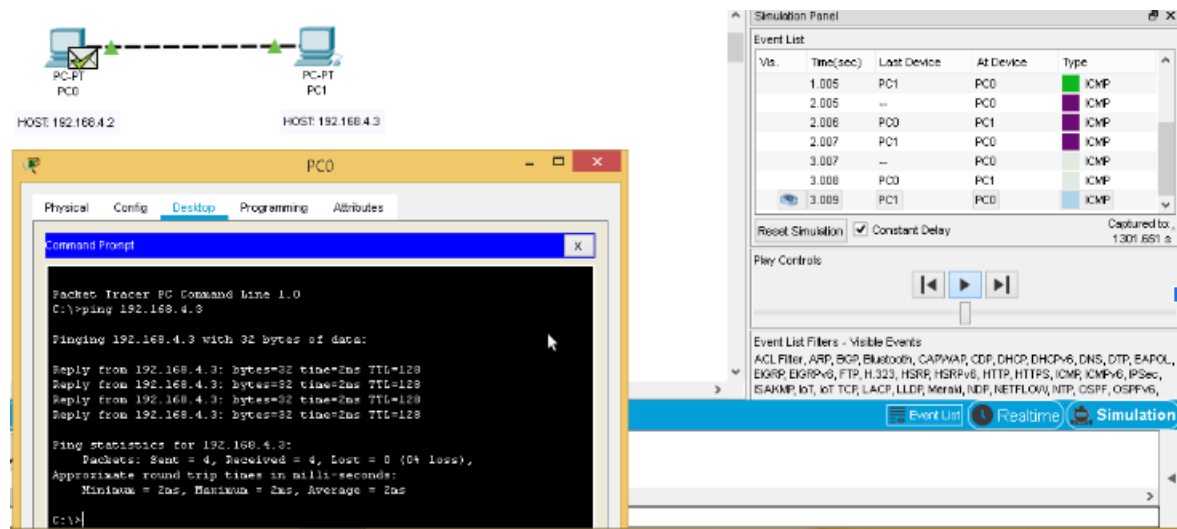 PC-PT
PC0
PC-PT
PC1
HOST: 192.168.4.2
HOST: 192.168.4.3
PC0
Physical Config Desktop Programming Attributes
Command Prompt
X
Packet Tracer PC Command Line 1.0
C:\>ping 192.168.4.3
Pinging 192.168.4.3 with 32 bytes of data:
Reply from 192.168.4.3: bytes=32 time=2ms TTL=128
Reply from 192.168.4.3: bytes=32 time=2ms TTL=128
Reply from 192.168.4.3: bytes=32 time=2ms TTL=128
Reply from 192.168.4.3: bytes=32 time=2ms TTL=128
Ping statistics for 192.168.4.3:
Packets: Sent = 4, Received = 4, Lost = 0 (0% loss),
Approximate round trip times in milli-seconds:
Minimum = 2ms, Maximum = 2ms, Average = 2ms
C:\>
Simulation Panel
Event List
Vis. Time(sec) Last Device At Device Type
1.005 PC1 PC0 ICMP
2.005 -- PC0 ICMP
2.006 PC0 PC1 ICMP
2.007 PC1 PC0 ICMP
3.007 -- PC0 ICMP
3.008 PC0 PC1 ICMP
3.009 PC1 PC0 ICMP
Reset Simulation Constant Delay
Captured to:
1301.651 s
Play Controls
Event List Filters - Visible Events
ACL Filter, ARP, BGP, Bluetooth, CAPWAP, CDP, DHCP, DHCPv6, DNS, DTP, EAPOL,
EIGRP, EIGRPv6, FTP, H.323, HSRP, HSRPv6, HTTP, HTTPS, ICMP, ICMPv6, IPSec,
ISAKMP, IoT, IoT TCP, LACP, LLDP, Meraki, NDP, NETFLOW, NTP, OSPF, OSPFv6,
Event List Realtime Simulation